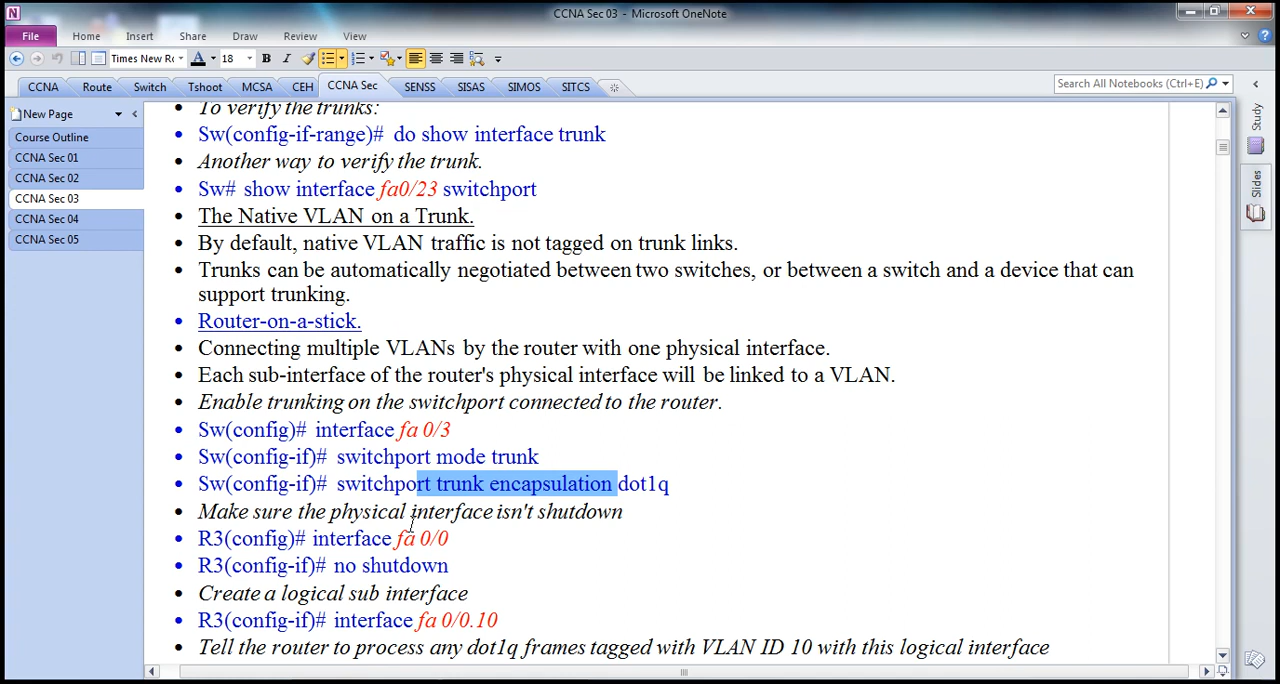 CCNA Sec 03 - Microsoft OneNote
File Home Insert Share Draw Review View
Times New Ro 18 B I
CCNA Route Switch Tshoot MCSA CEH CCNA Sec SENSS SISAS SIMOS SITCS
Search All Notebooks (Ctrl+E)
New Page
Course Outline
CCNA Sec 01
CCNA Sec 02
CCNA Sec 03
CCNA Sec 04
CCNA Sec 05
• To verify the trunks:
• Sw(config-if-range)# do show interface trunk
• Another way to verify the trunk.
• Sw# show interface fa0/23 switchport
• The Native VLAN on a Trunk.
• By default, native VLAN traffic is not tagged on trunk links.
• Trunks can be automatically negotiated between two switches, or between a switch and a device that can
support trunking.
• Router-on-a-stick.
• Connecting multiple VLANs by the router with one physical interface.
• Each sub-interface of the router's physical interface will be linked to a VLAN.
• Enable trunking on the switchport connected to the router.
• Sw(config)# interface fa 0/3
• Sw(config-if)# switchport mode trunk
• Sw(config-if)# switchport trunk encapsulation dot1q
• Make sure the physical interface isn't shutdown
• R3(config)# interface fa 0/0
• R3(config-if)# no shutdown
• Create a logical sub interface
• R3(config-if)# interface fa 0/0.10
• Tell the router to process any dot1q frames tagged with VLAN ID 10 with this logical interface
Study
Slides